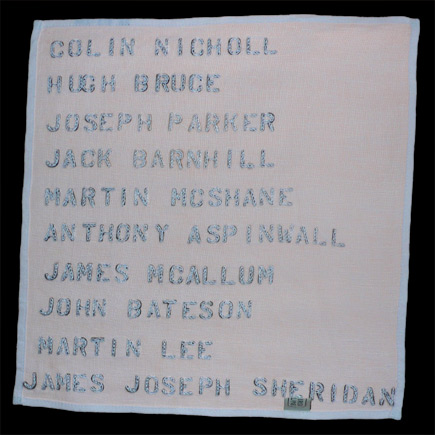 COLIN NICHOLL
HUGH BRUCE
JOSEPH PARKER
JACK BARNHILL
MARTIN MCSHANE
ANTHONY ASPINWALL
JAMES MCALLUM
JOHN BATESON
MARTIN LEE
JAMES JOSEPH SHERIDAN